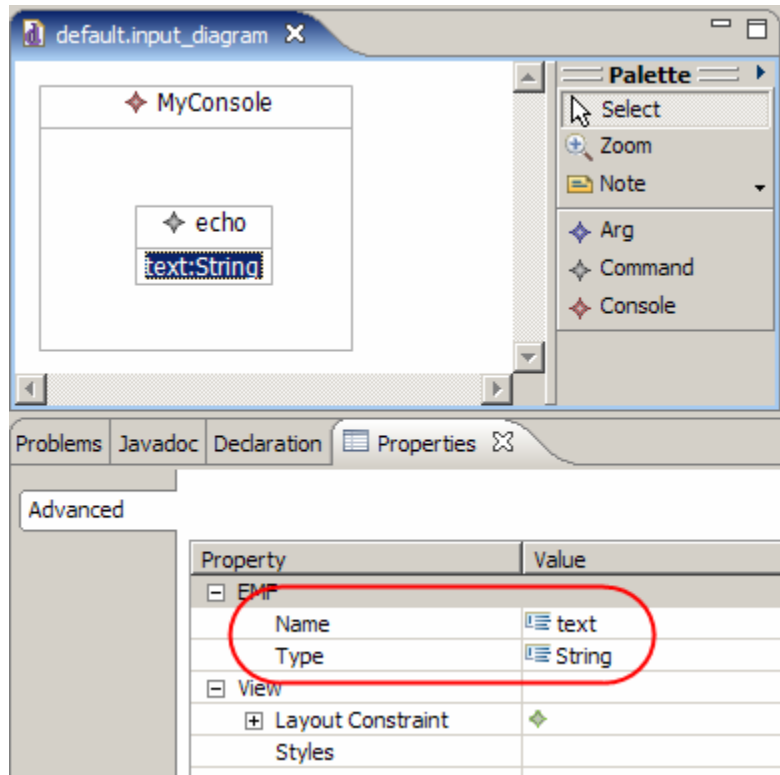 default.input_diagram
Palette
MyConsole
Select
Zoom
Note
echo
Arg
text:String
Command
Console
Problems Javadoc Declaration Properties
Advanced
Property Value
EMF
Name text
Type String
View
Layout Constraint
Styles